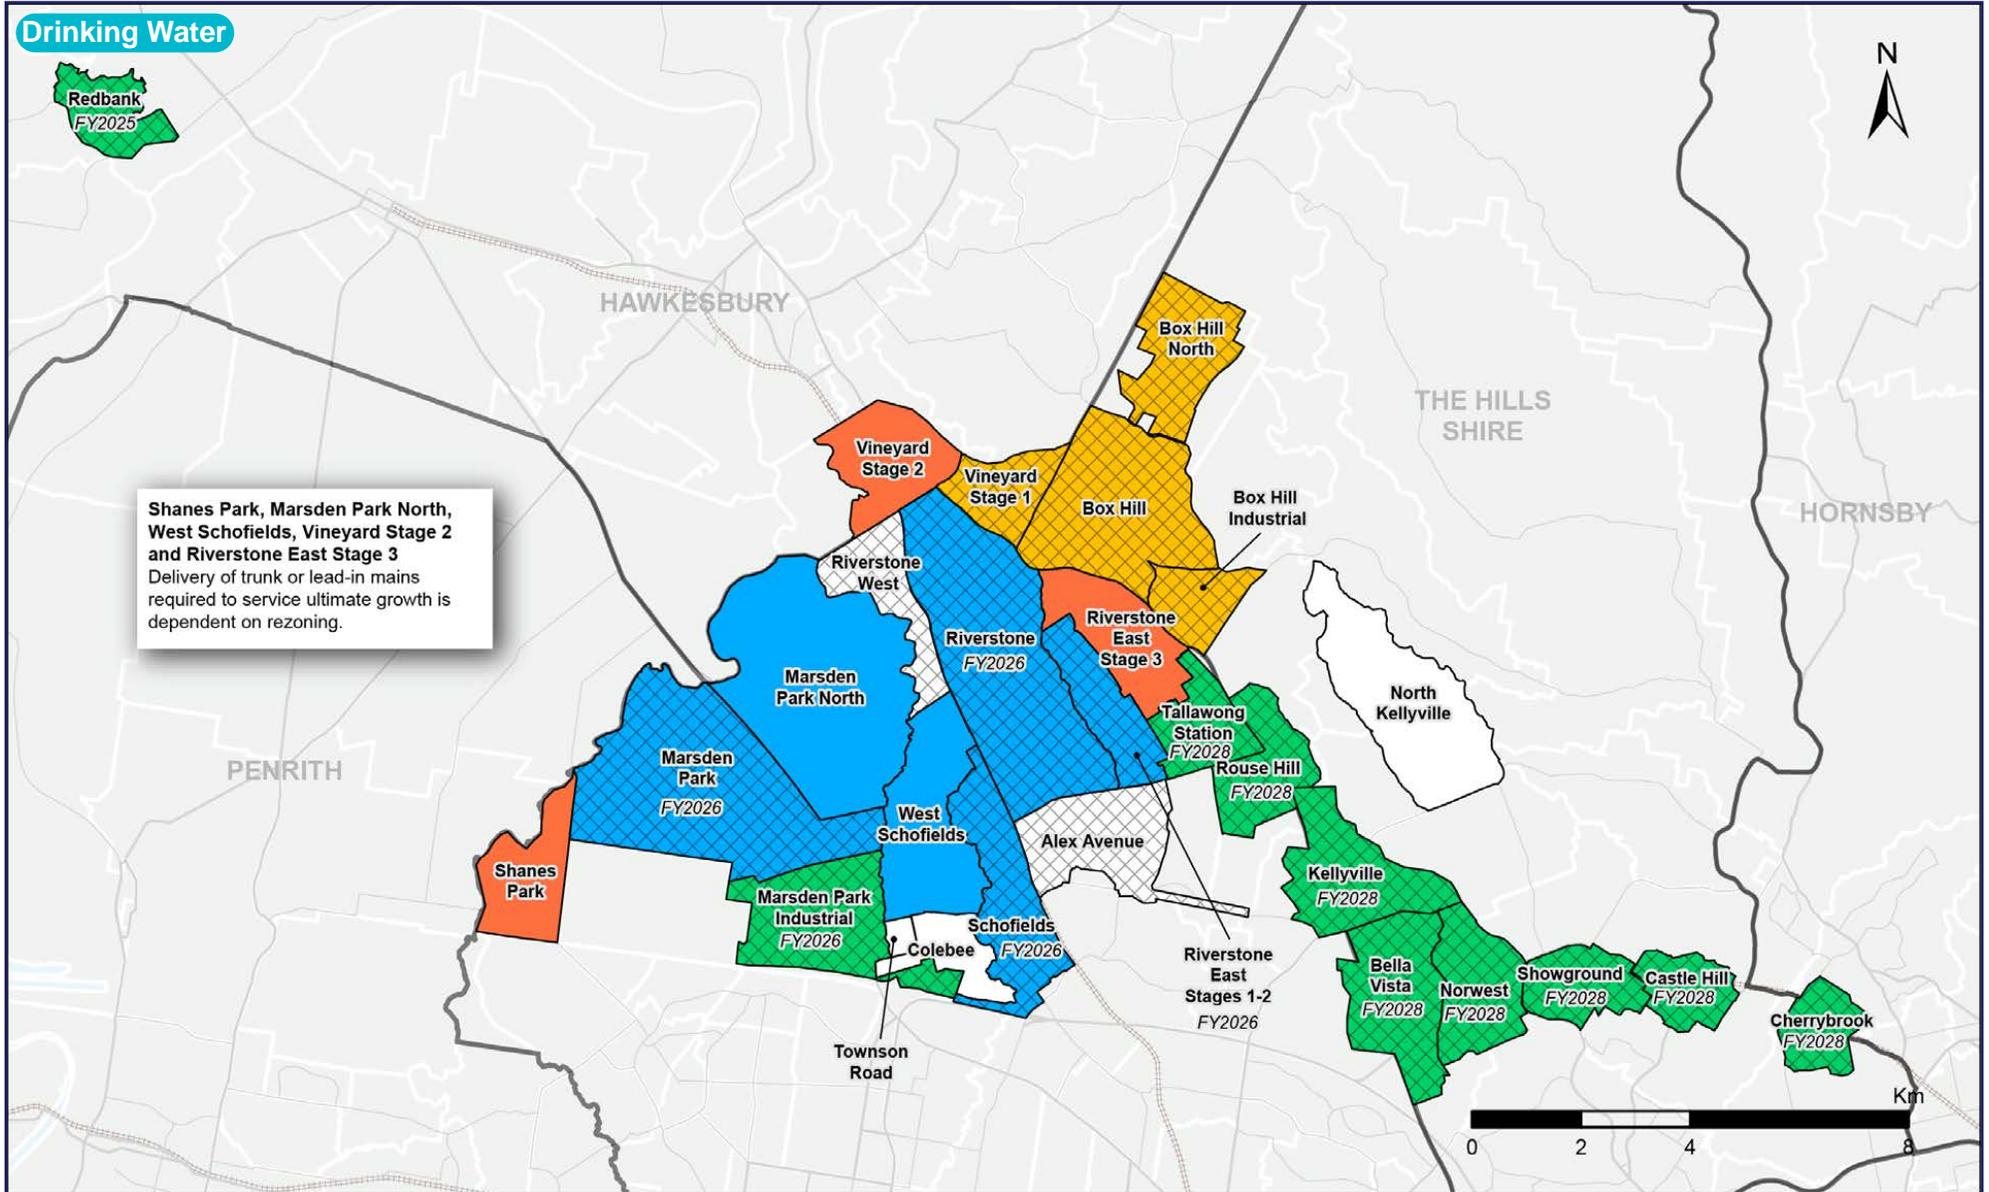 Drinking Water
N
Redbank
FY2025
HAWKESBURY
Box Hill
North
THE HILLS
SHIRE
Vineyard
Stage 2
Vineyard
Stage 1
Box Hill
Box Hill
Industrial
HORNSBY
Shanes Park, Marsden Park North,
West Schofields, Vineyard Stage 2
and Riverstone East Stage 3
Delivery of trunk or lead-in mains
required to service ultimate growth is
dependent on rezoning.
Riverstone
West
Riverstone
FY2026
Riverstone
East
Stage 3
Marsden
Park North
North
Kellyville
Tallawong
Station
FY2028
PENRITH
Marsden
Park
FY2026
Rouse Hill
FY2028
West
Schofields
Alex Avenue
Shanes
Park
Kellyville
FY2028
Marsden Park
Industrial
FY2026
Schofields
FY2026
Colebee
Riverstone
East
Stages 1-2
FY2026
Bella
Vista
FY2028
Norwest
FY2028
Showground
FY2028
Castle Hill
FY2028
Cherrybrook
FY2028
Townson
Road
Km
0 2 4 8